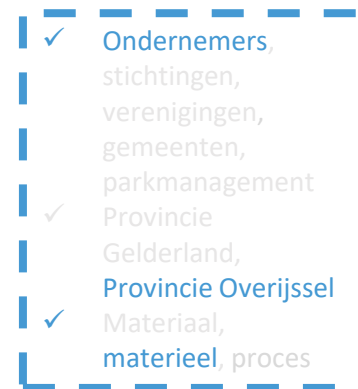 ✓ Ondernemers,
stichtingen,
verenigingen,
gemeenten,
parkmanagement
✓ Provincie
Gelderland,
Provincie Overijssel
✓ Materiaal,
materieel, proces